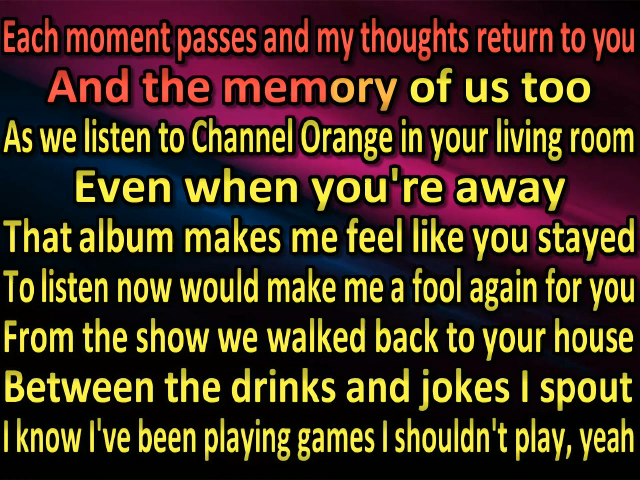 Each moment passes and my thoughts return to you
And the memory of us too
As we listen to Channel Orange in your living room
Even when you're away
That album makes me feel like you stayed
To listen now would make me a fool again for you
From the show we walked back to your house
Between the drinks and jokes I spout
I know I've been playing games I shouldn't play, yeah